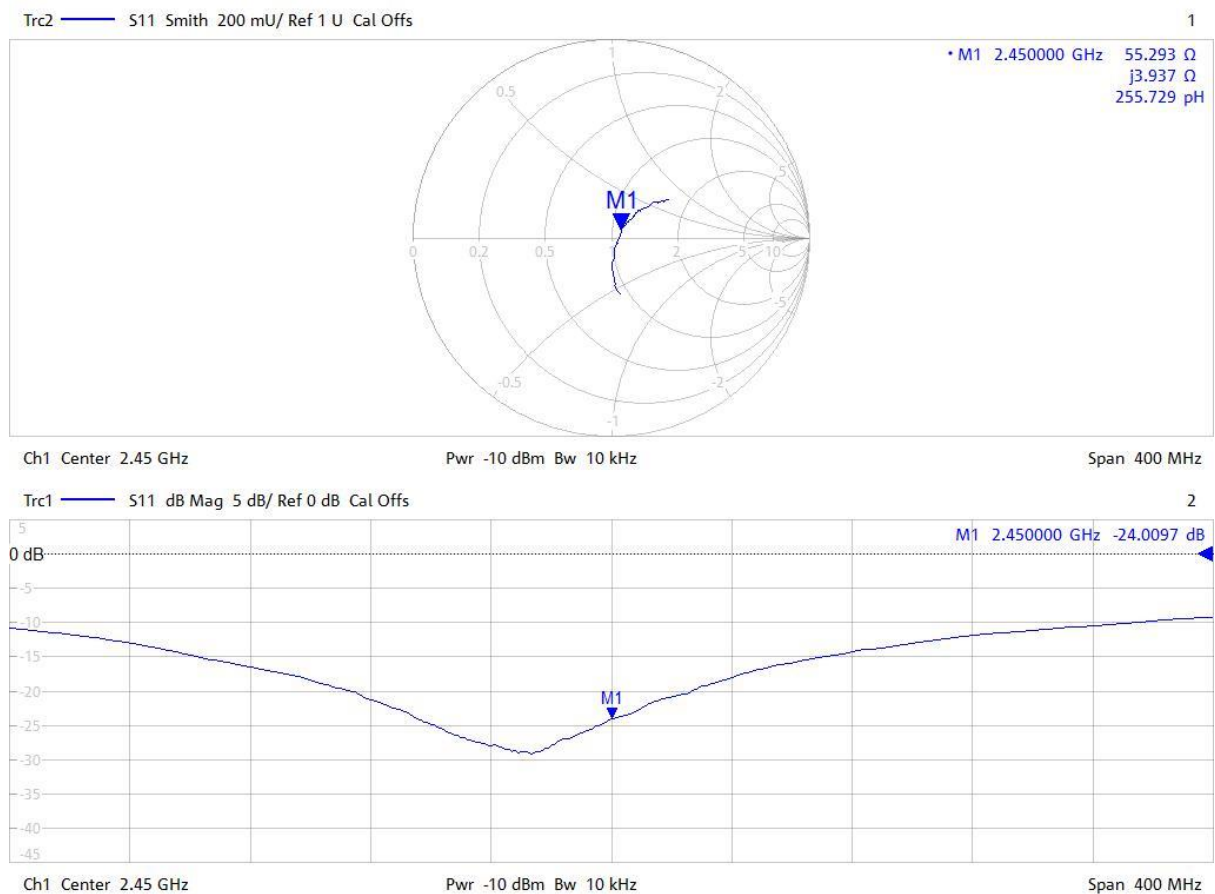 Trc2 S11 Smith 200 mU/ Ref 1 U Cal Offs 1
• M1 2.450000 GHz 55.293 Ω
j3.937 Ω
255.729 pH
1
0.5 2
5
M1
0 0.2 0.5 1 2 5 10
-5
-0.5 -2
-1
Ch1 Center 2.45 GHz Pwr -10 dBm Bw 10 kHz Span 400 MHz
Trc1 S11 dB Mag 5 dB/ Ref 0 dB Cal Offs 2
5
M1 2.450000 GHz -24.0097 dB
0 dB
-5
-10
-15
-20
M1
-25
-30
-35
-40
-45
Ch1 Center 2.45 GHz Pwr -10 dBm Bw 10 kHz Span 400 MHz